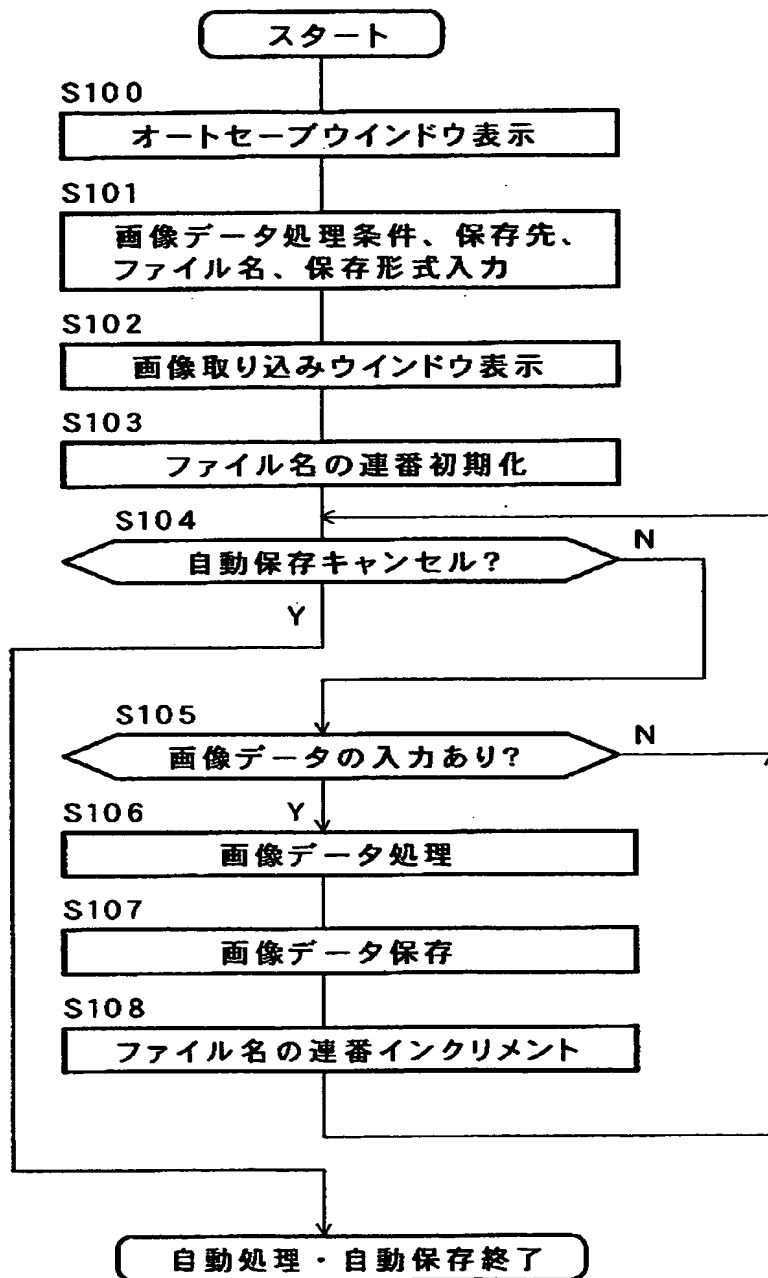 スタート
S100
オートセーブウインドウ表示
S101
画像データ処理条件、保存先、
ファイル名、保存形式入力
S102
画像取り込みウインドウ表示
S103
ファイル名の連番初期化
S104
自動保存キャンセル?
N
Y
S105
画像データの入力あり?
N
Y
S106
画像データ処理
S107
画像データ保存
S108
ファイル名の連番インクリメント
自動処理・自動保存終了